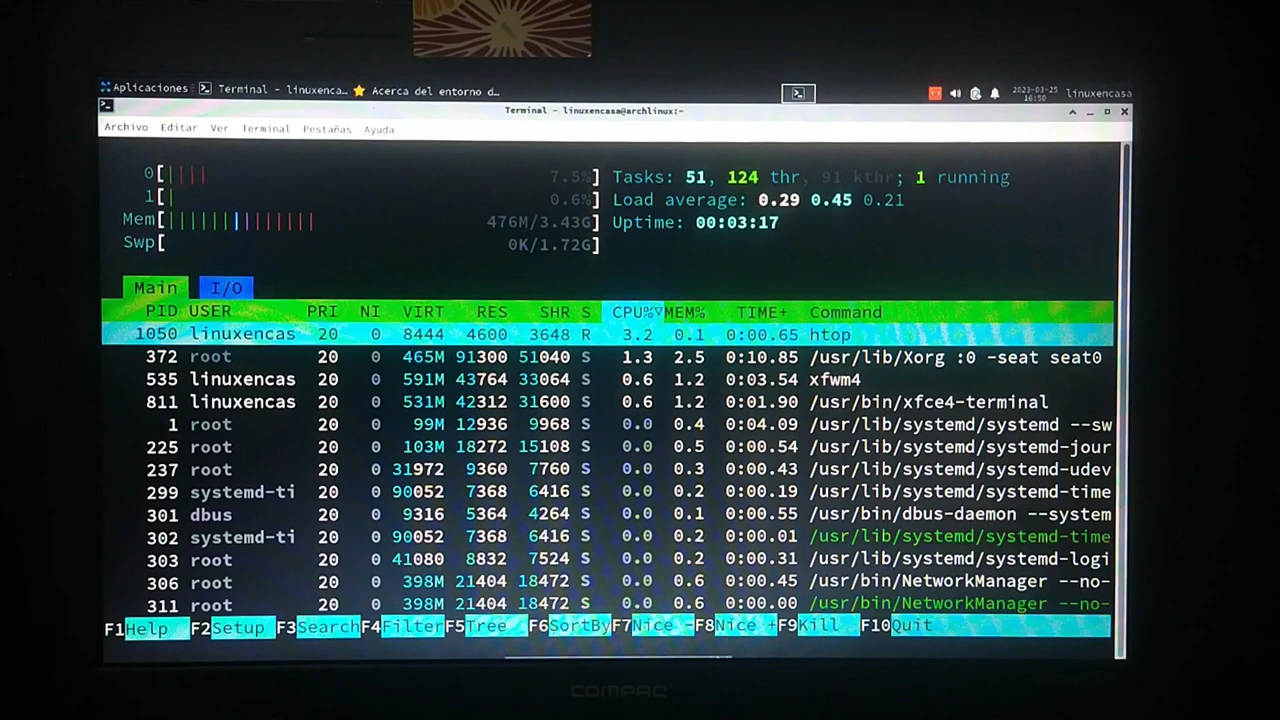 Aplicaciones Terminal - linuxenca… Acerca del entorno d… 2023-03-25 16:50 linuxencasa
Terminal - linuxencasa@archlinux:~
Archivo Editar Ver Terminal Pestañas Ayuda
0[|||| 7.5%] Tasks: 51, 124 thr, 91 kthr; 1 running
1[| 0.6%] Load average: 0.29 0.45 0.21
Mem[|||||||||||||||| 476M/3.43G] Uptime: 00:03:17
Swp[ 0K/1.72G]
Main I/O
PID USER PRI NI VIRT RES SHR S CPU%▽MEM% TIME+ Command
1050 linuxencas 20 0 8444 4600 3648 R 3.2 0.1 0:00.65 htop
372 root 20 0 465M 91300 51040 S 1.3 2.5 0:10.85 /usr/lib/Xorg :0 -seat seat0
535 linuxencas 20 0 591M 43764 33064 S 0.6 1.2 0:03.54 xfwm4
811 linuxencas 20 0 531M 42312 31600 S 0.6 1.2 0:01.90 /usr/bin/xfce4-terminal
1 root 20 0 99M 12936 9968 S 0.0 0.4 0:04.09 /usr/lib/systemd/systemd --sw
225 root 20 0 103M 18272 15108 S 0.0 0.5 0:00.54 /usr/lib/systemd/systemd-jour
237 root 20 0 31972 9360 7760 S 0.0 0.3 0:00.43 /usr/lib/systemd/systemd-udev
299 systemd-ti 20 0 90052 7368 6416 S 0.0 0.2 0:00.19 /usr/lib/systemd/systemd-time
301 dbus 20 0 9316 5364 4264 S 0.0 0.1 0:00.55 /usr/bin/dbus-daemon --system
302 systemd-ti 20 0 90052 7368 6416 S 0.0 0.2 0:00.01 /usr/lib/systemd/systemd-time
303 root 20 0 41080 8832 7524 S 0.0 0.2 0:00.31 /usr/lib/systemd/systemd-logi
306 root 20 0 398M 21404 18472 S 0.0 0.6 0:00.45 /usr/bin/NetworkManager --no-
311 root 20 0 398M 21404 18472 S 0.0 0.6 0:00.00 /usr/bin/NetworkManager --no-
F1Help F2Setup F3Search F4Filter F5Tree F6SortBy F7Nice - F8Nice + F9Kill F10Quit
COMPAQ